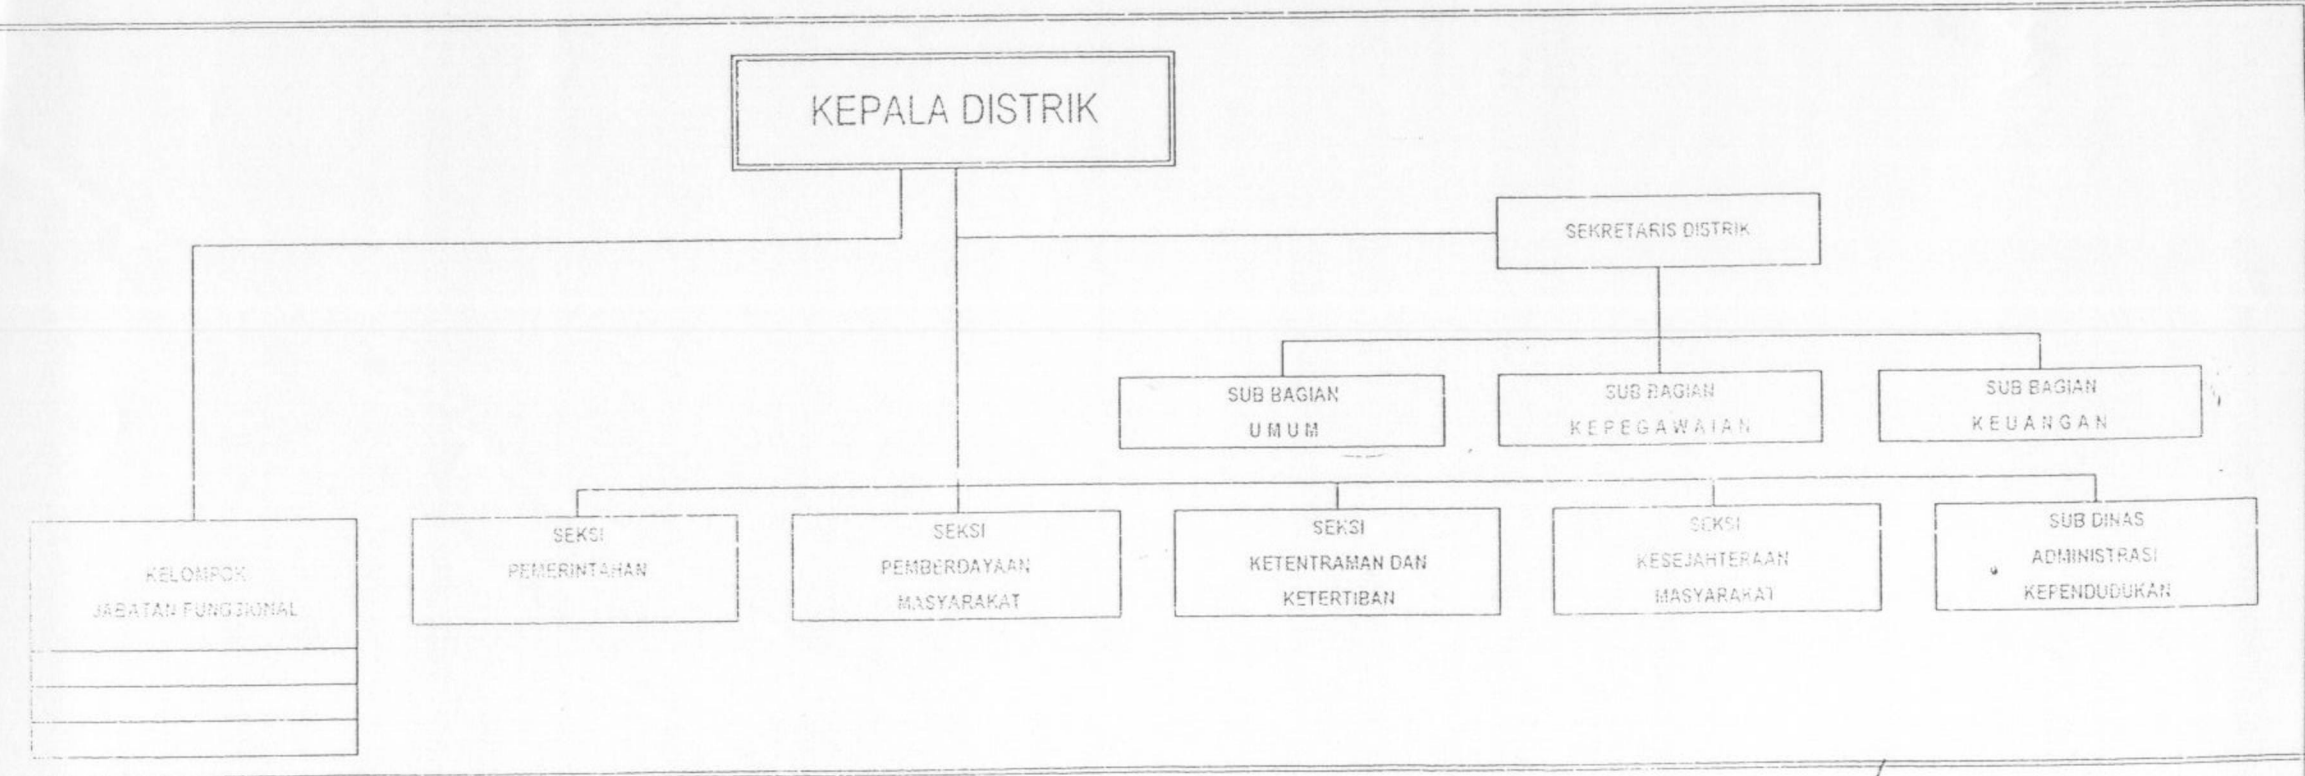 KEPALA DISTRIK
SEKRETARIS DISTRIK
SUB BAGIAN
UMUM
SUB BAGIAN
KEPEGAWAIAN
SUB BAGIAN
KEUANGAN
KELOMPOK
JABATAN FUNGSIONAL
SEKSI
PEMERINTAHAN
SEKSI
PEMBERDAYAAN
MASYARAKAT
SEKSI
KETENTRAMAN DAN
KETERTIBAN
SEKSI
KESEJAHTERAAN
MASYARAKAT
SUB DINAS
ADMINISTRASI
KEPENDUDUKAN